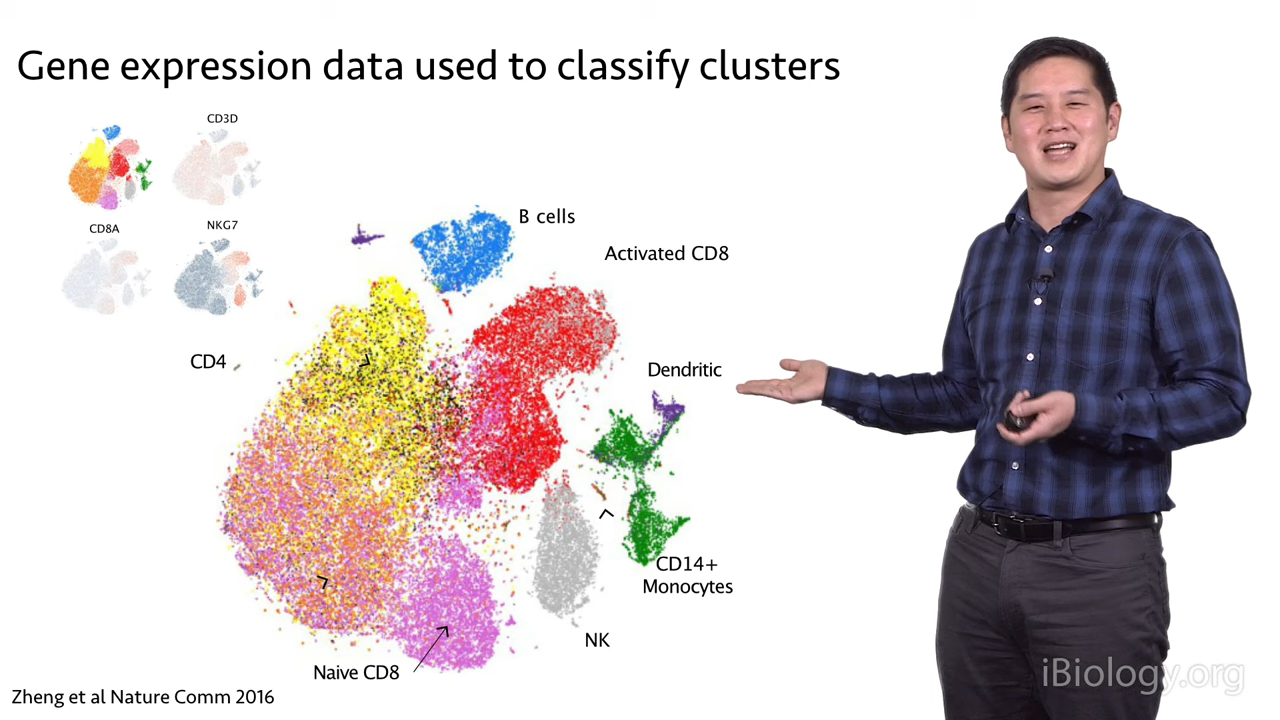 Gene expression data used to classify clusters
CD3D
CD8A
NKG7
B cells
Activated CD8
CD4
Dendritic
CD14+
Monocytes
NK
Naive CD8
Zheng et al Nature Comm 2016
iBiology.org